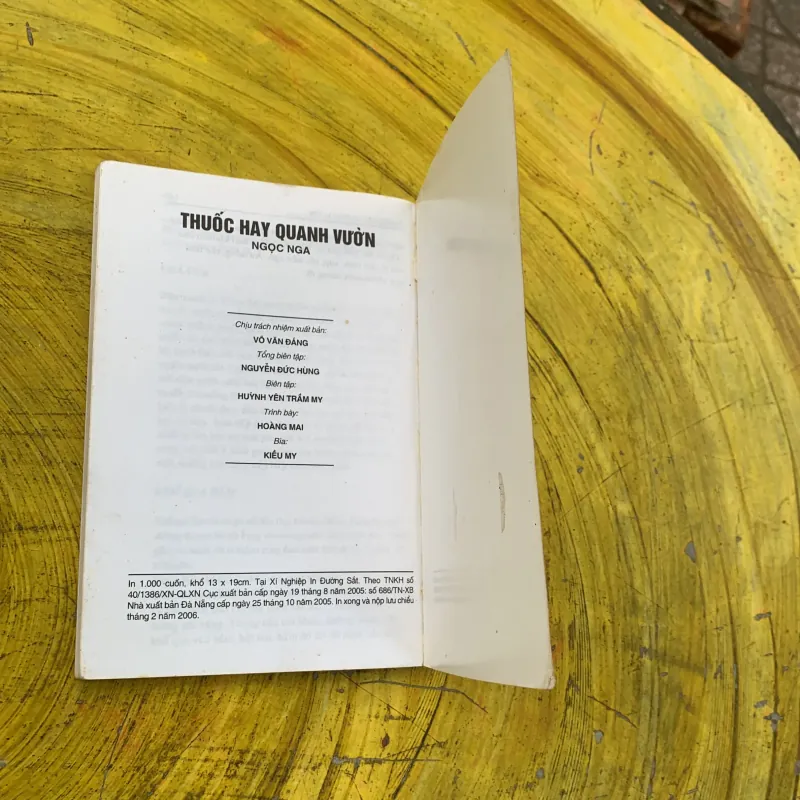 THUỐC HAY QUANH VƯỜN
NGỌC NGA
Chịu trách nhiệm xuất bản:
VÕ VĂN ĐÁNG
Tổng biên tập:
NGUYỄN ĐỨC HÙNG
Biên tập:
HUỲNH YÊN TRẦM MY
Trình bày:
HOÀNG MAI
Bìa:
KIỀU MY
In 1.000 cuốn, khổ 13 x 19cm. Tại Xí Nghiệp In Đường Sắt. Theo TNKH số
40/1386/XN-QLXN Cục xuất bản cấp ngày 19 tháng 8 năm 2005: số 686/TN-XB
Nhà xuất bản Đà Nẵng cấp ngày 25 tháng 10 năm 2005. In xong và nộp lưu chiểu
tháng 2 năm 2006.